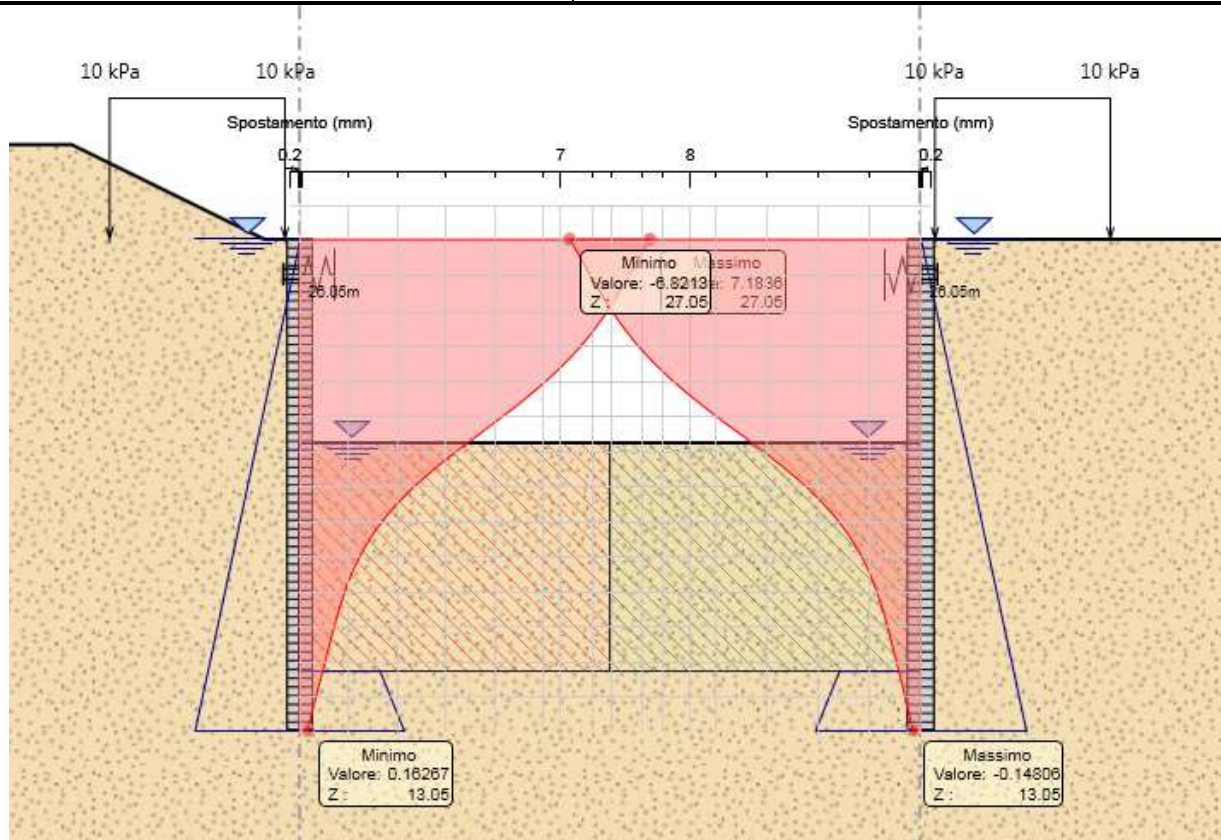 10 kPa
10 kPa
10 kPa
10 kPa
Spostamento (mm)
Spostamento (mm)
0.2
7
8
0.2
Minimo
Valore: -6.8213
Z :
27.05
Massimo
7.1836
27.05
26.05m
26.05m
Minimo
Valore: 0.16267
Z :
13.05
Massimo
Valore: -0.14806
Z :
13.05